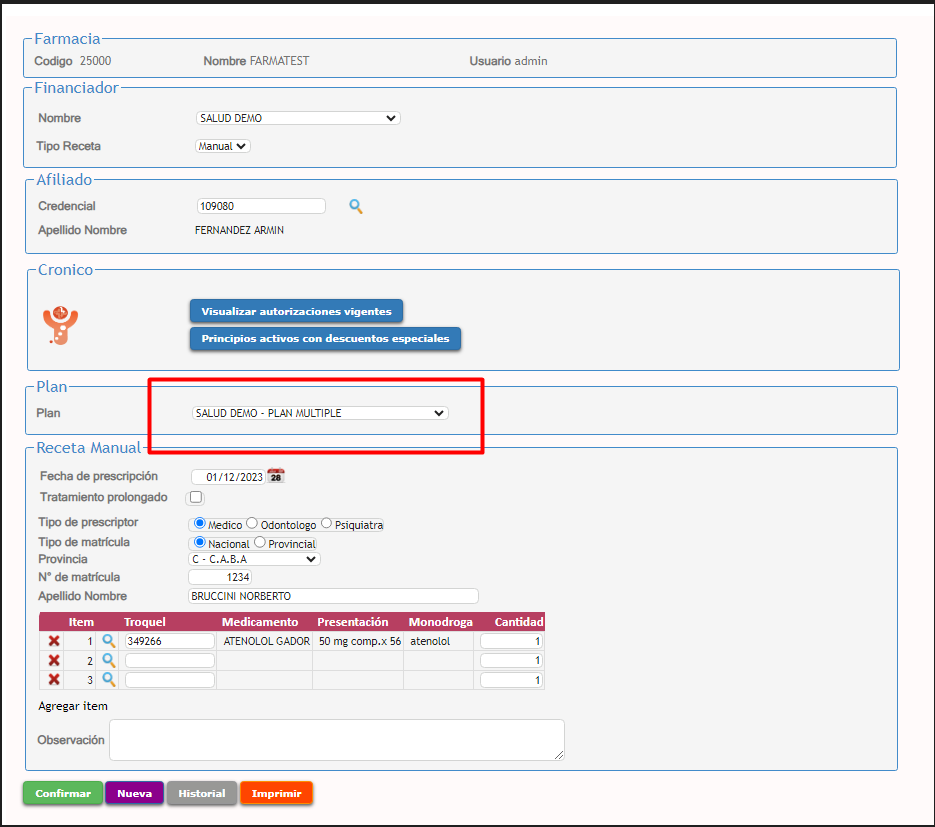 Farmacia
Codigo 25000 Nombre FARMATEST Usuario admin
Financiador
Nombre SALUD DEMO
Tipo Receta Manual
Afiliado
Credencial 109080
Apellido Nombre FERNANDEZ ARMIN
Cronico
Visualizar autorizaciones vigentes
Principios activos con descuentos especiales
Plan
Plan SALUD DEMO - PLAN MULTIPLE
Receta Manual
Fecha de prescripción 01/12/2023 28
Tratamiento prolongado
Tipo de prescriptor Medico Odontologo Psiquiatra
Tipo de matrícula Nacional Provincial
Provincia C - C.A.B.A
N° de matrícula 1234
Apellido Nombre BRUCCINI NORBERTO
Item Troquel Medicamento Presentación Monodroga Cantidad
1 349266 ATENOLOL GADOR 50 mg comp.x 56 atenolol 1
2 1
3 1
Agregar item
Observación
Confirmar Nueva Historial Imprimir